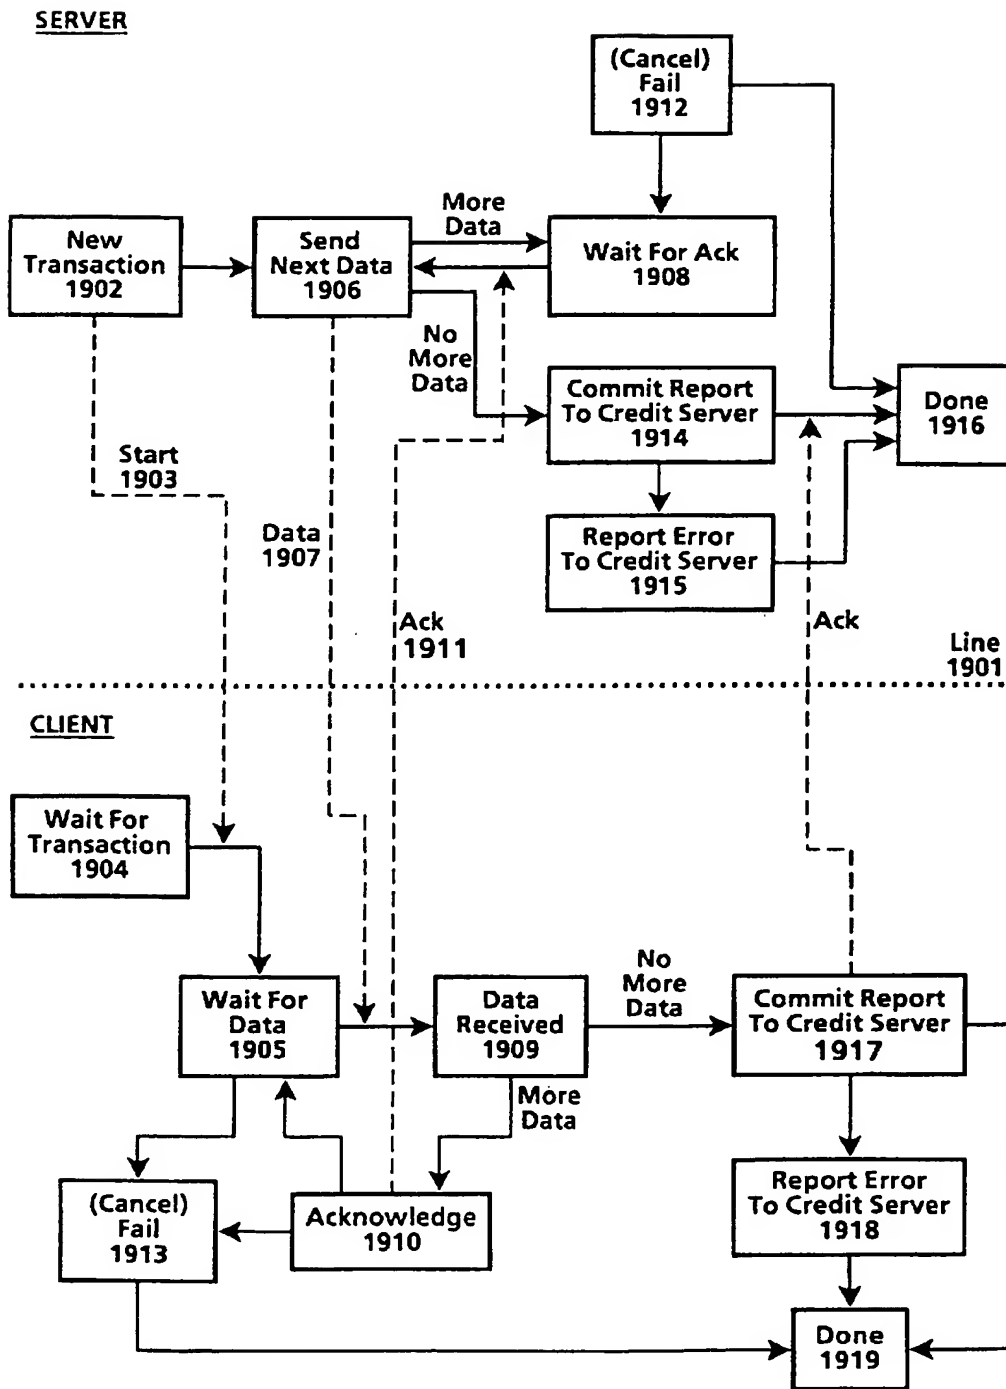 SERVER
(Cancel)
Fail
1912
New
Transaction
1902
Send
Next Data
1906
More
Data
Wait For Ack
1908
No
More
Data
Commit Report
To Credit Server
1914
Done
1916
Start
1903
Data
1907
Report Error
To Credit Server
1915
Ack
1911
Ack
Line
1901
CLIENT
Wait For
Transaction
1904
Wait For
Data
1905
Data
Received
1909
No
More
Data
Commit Report
To Credit Server
1917
More
Data
(Cancel)
Fail
1913
Acknowledge
1910
Report Error
To Credit Server
1918
Done
1919